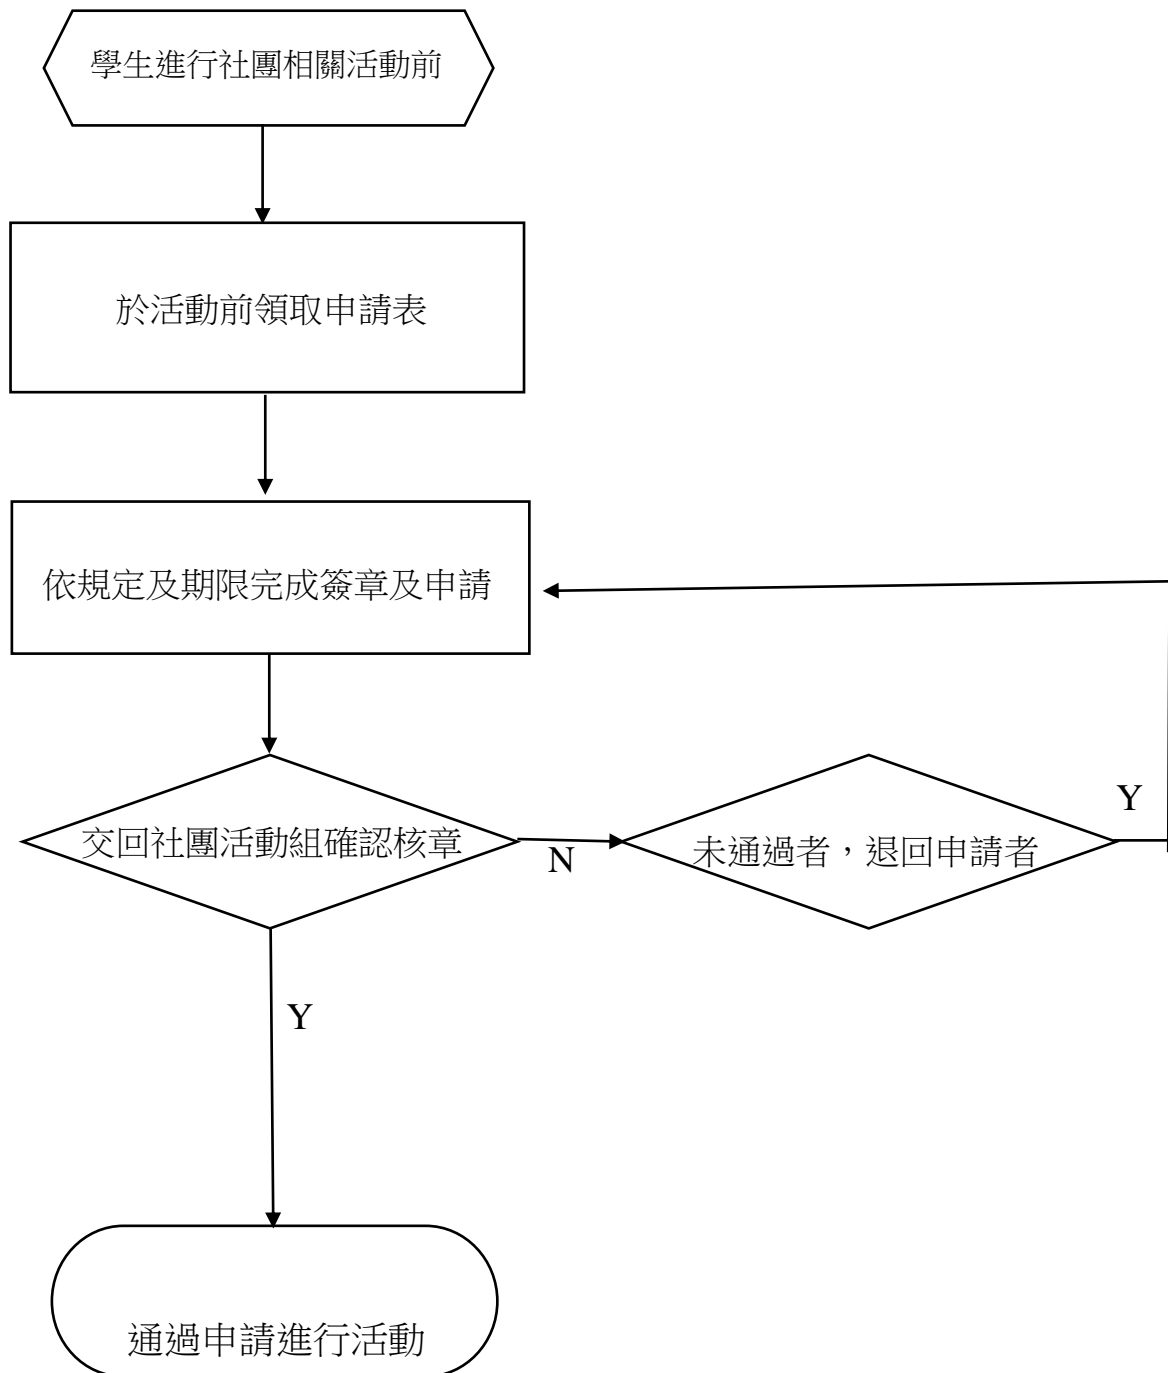 學生進行社團相關活動前
於活動前領取申請表
依規定及期限完成簽章及申請
交回社團活動組確認核章
N
未通過者，退回申請者
Y
Y
通過申請進行活動